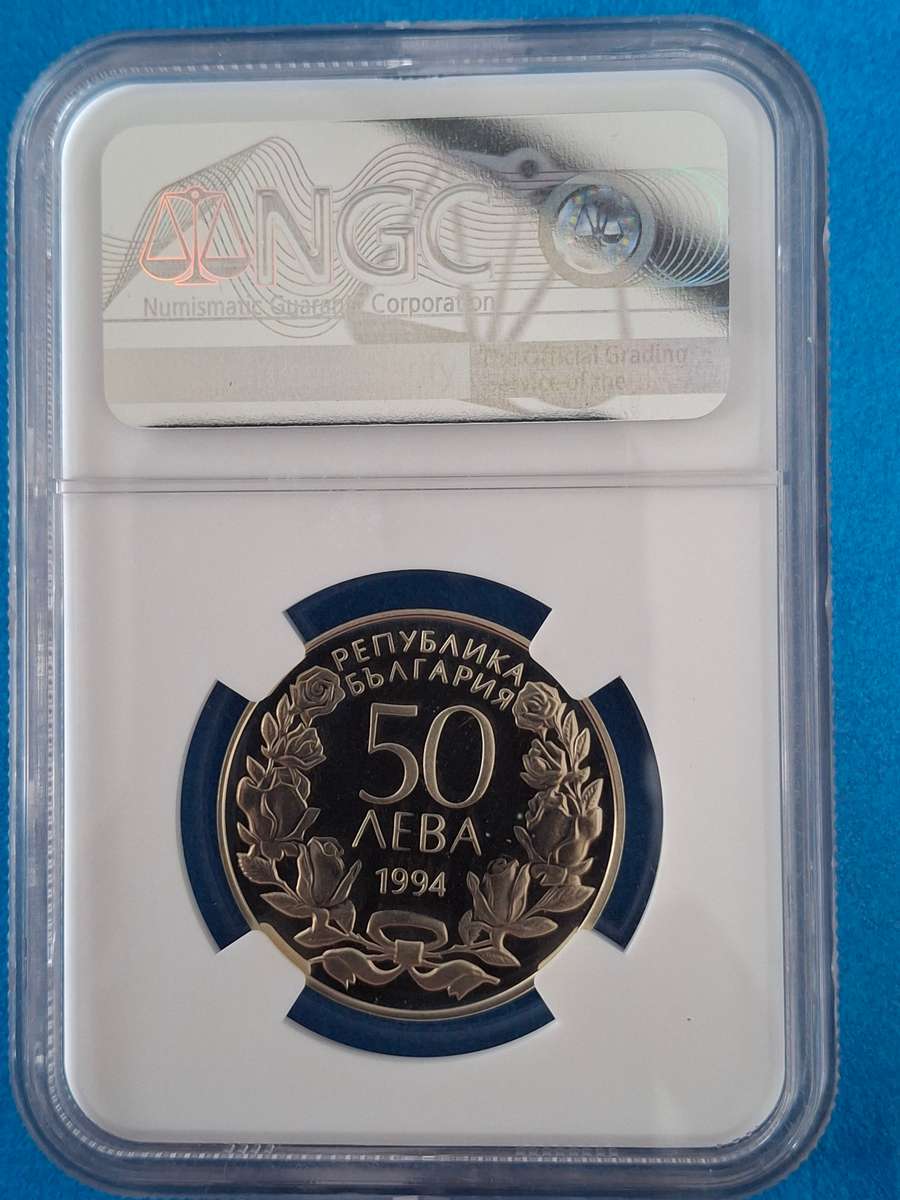 NGC
Numismatic Guaranty Corporation
The Official Grading
Service of the
РЕПУБЛИКА
БЪЛГАРИЯ
50
ЛЕВА
1994